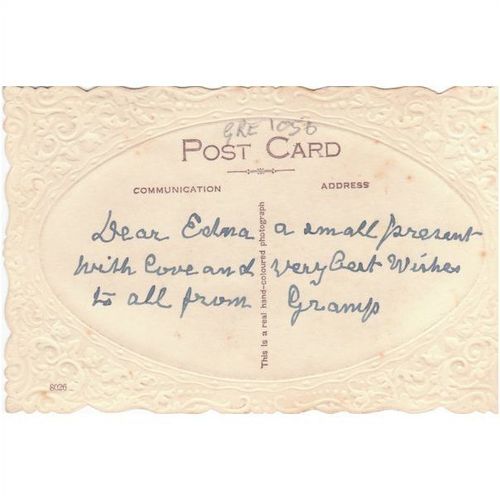 GRE 1056
POST CARD
COMMUNICATION ADDRESS
Dear Edna a small present
with love and very best wishes
to all from Gramp
This is a real hand-coloured photograph
8026